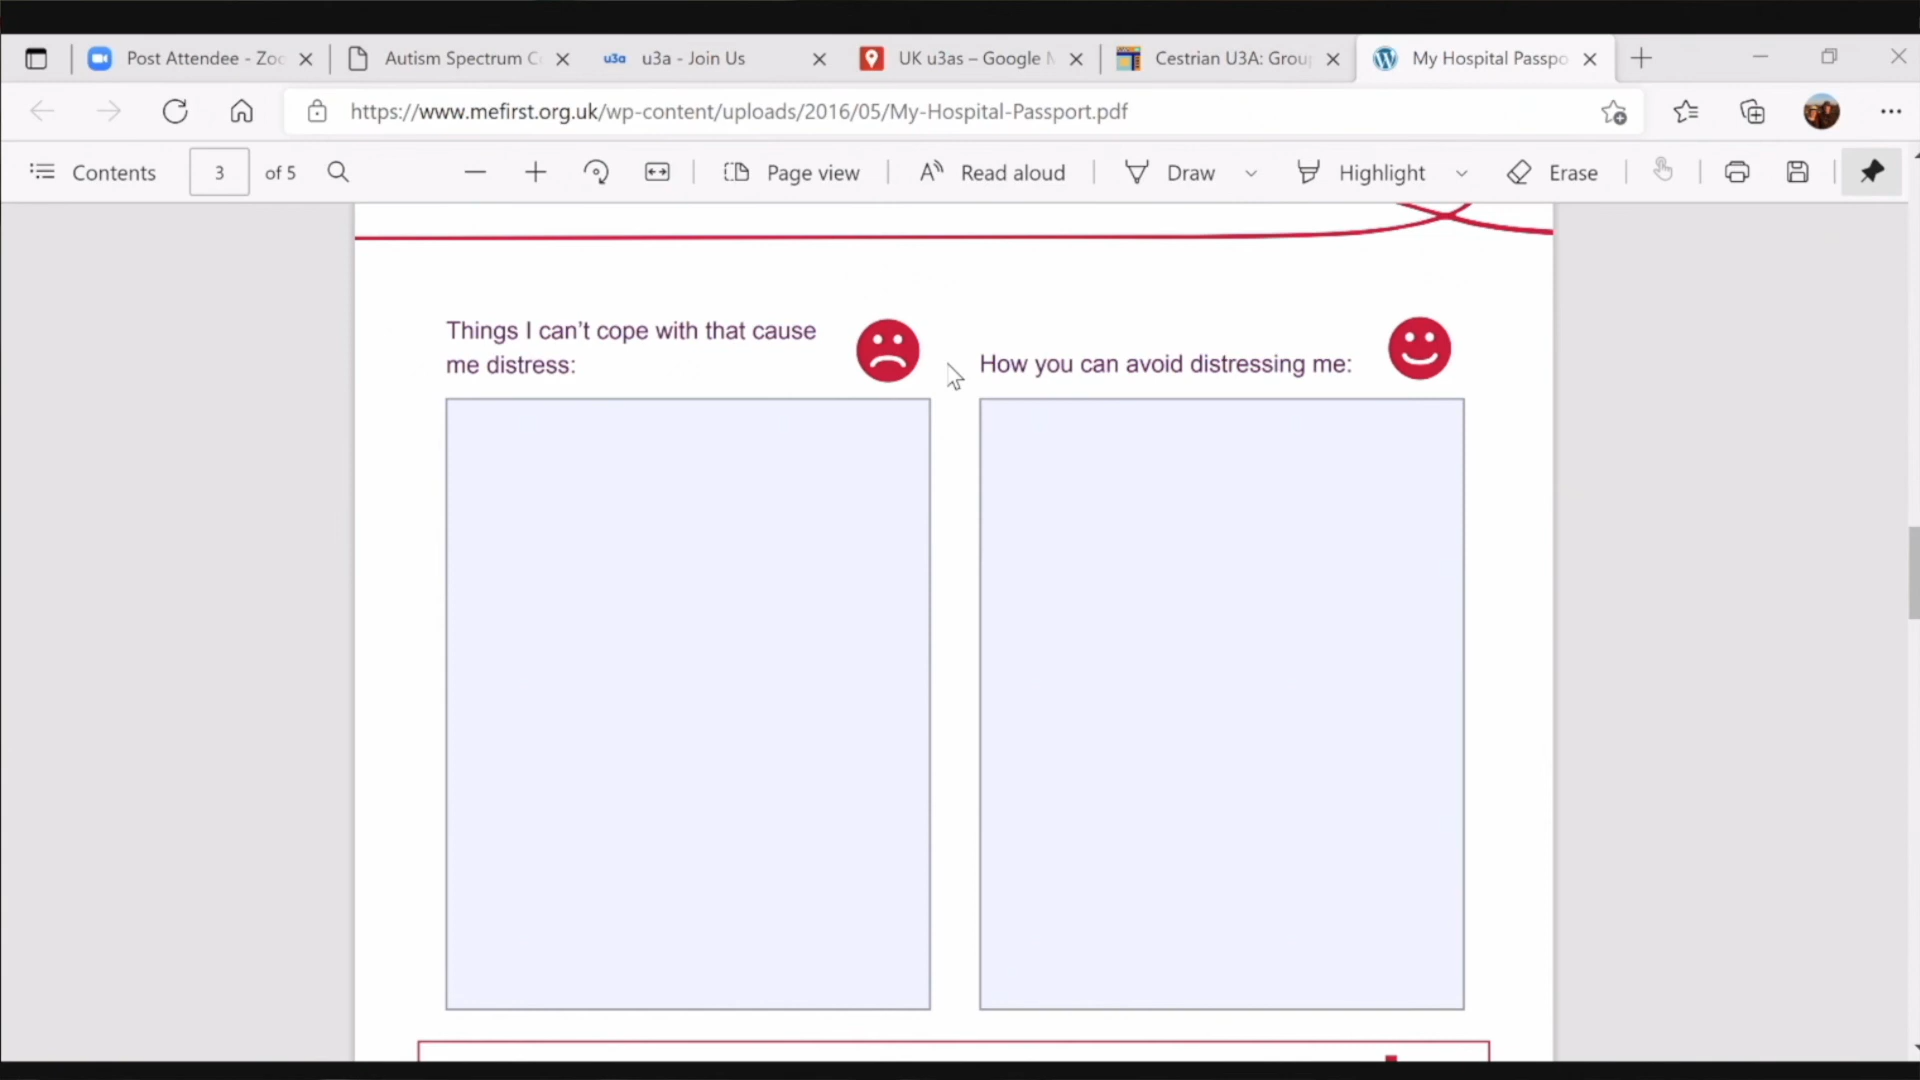 Post Attendee - Zoo
Autism Spectrum C
u3a
u3a - Join Us
UK u3as – Google M
Cestrian U3A: Grou
My Hospital Passpo
https://www.mefirst.org.uk/wp-content/uploads/2016/05/My-Hospital-Passport.pdf
Contents
3
of 5
Page view
Read aloud
Draw
Highlight
Erase
Things I can't cope with that cause
me distress:
How you can avoid distressing me: